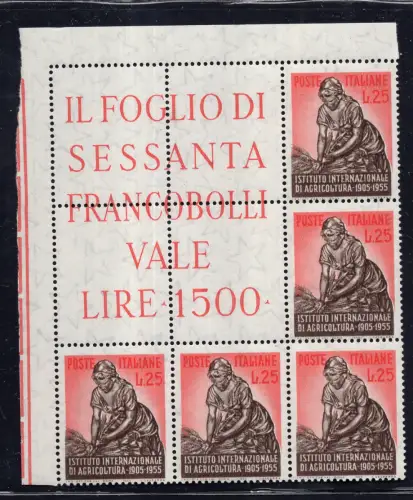 IL FOGLIO DI
SESSANTA
FRANCOBOLLI
VALE
LIRE·1500·
POSTE ITALIANE
L.25
ISTITUTO INTERNAZIONALE
DI AGRICOLTURA·1905-1955
POSTE ITALIANE
L.25
ISTITUTO INTERNAZIONALE
DI AGRICOLTURA·1905-1955
POSTE ITALIANE
L.25
ISTITUTO INTERNAZIONALE
DI AGRICOLTURA·1905-1955
POSTE ITALIANE
L.25
ISTITUTO INTERNAZIONALE
DI AGRICOLTURA·1905-1955
POSTE ITALIANE
L.25
ISTITUTO INTERNAZIONALE
DI AGRICOLTURA·1905-1955